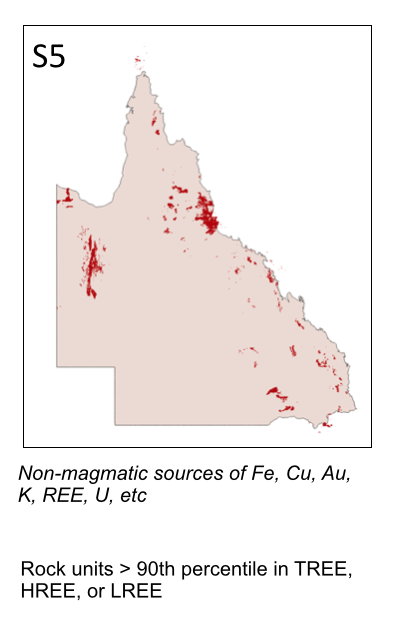 S5
Non-magmatic sources of Fe, Cu, Au,
K, REE, U, etc
Rock units > 90th percentile in TREE,
HREE, or LREE